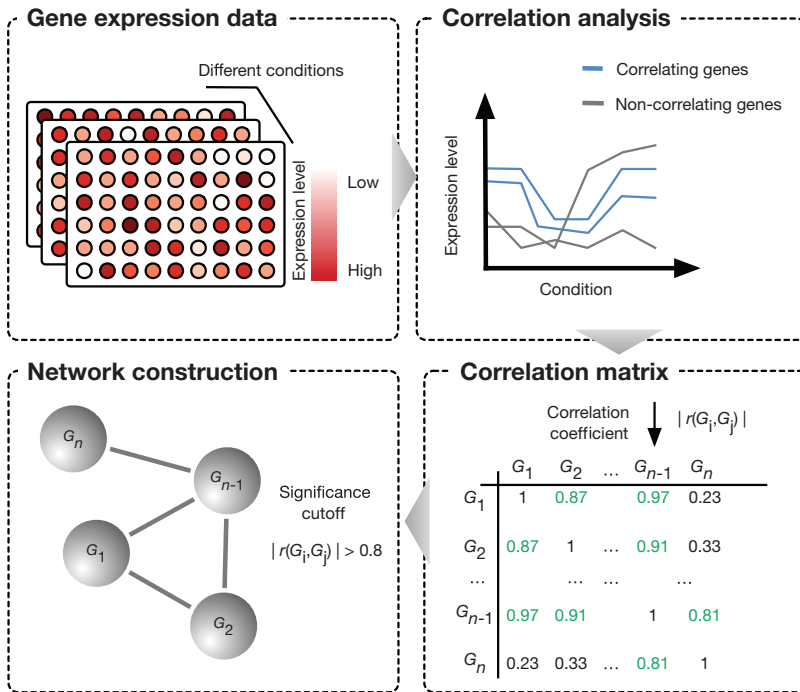 Gene expression data
Different conditions
Expression level
Low
High
Correlation analysis
Correlating genes
Non-correlating genes
Expression level
Condition
Network construction
Gn
Gn-1
G1
G2
Significance
cutoff
| r(Gi,Gj) | > 0.8
Correlation matrix
Correlation
coefficient
| r(Gi,Gj) |
G1 G2 ... Gn-1 Gn
G1 1 0.87 0.97 0.23
G2 0.87 1 ... 0.91 0.33
... ... ... ...
Gn-1 0.97 0.91 1 0.81
Gn 0.23 0.33 ... 0.81 1